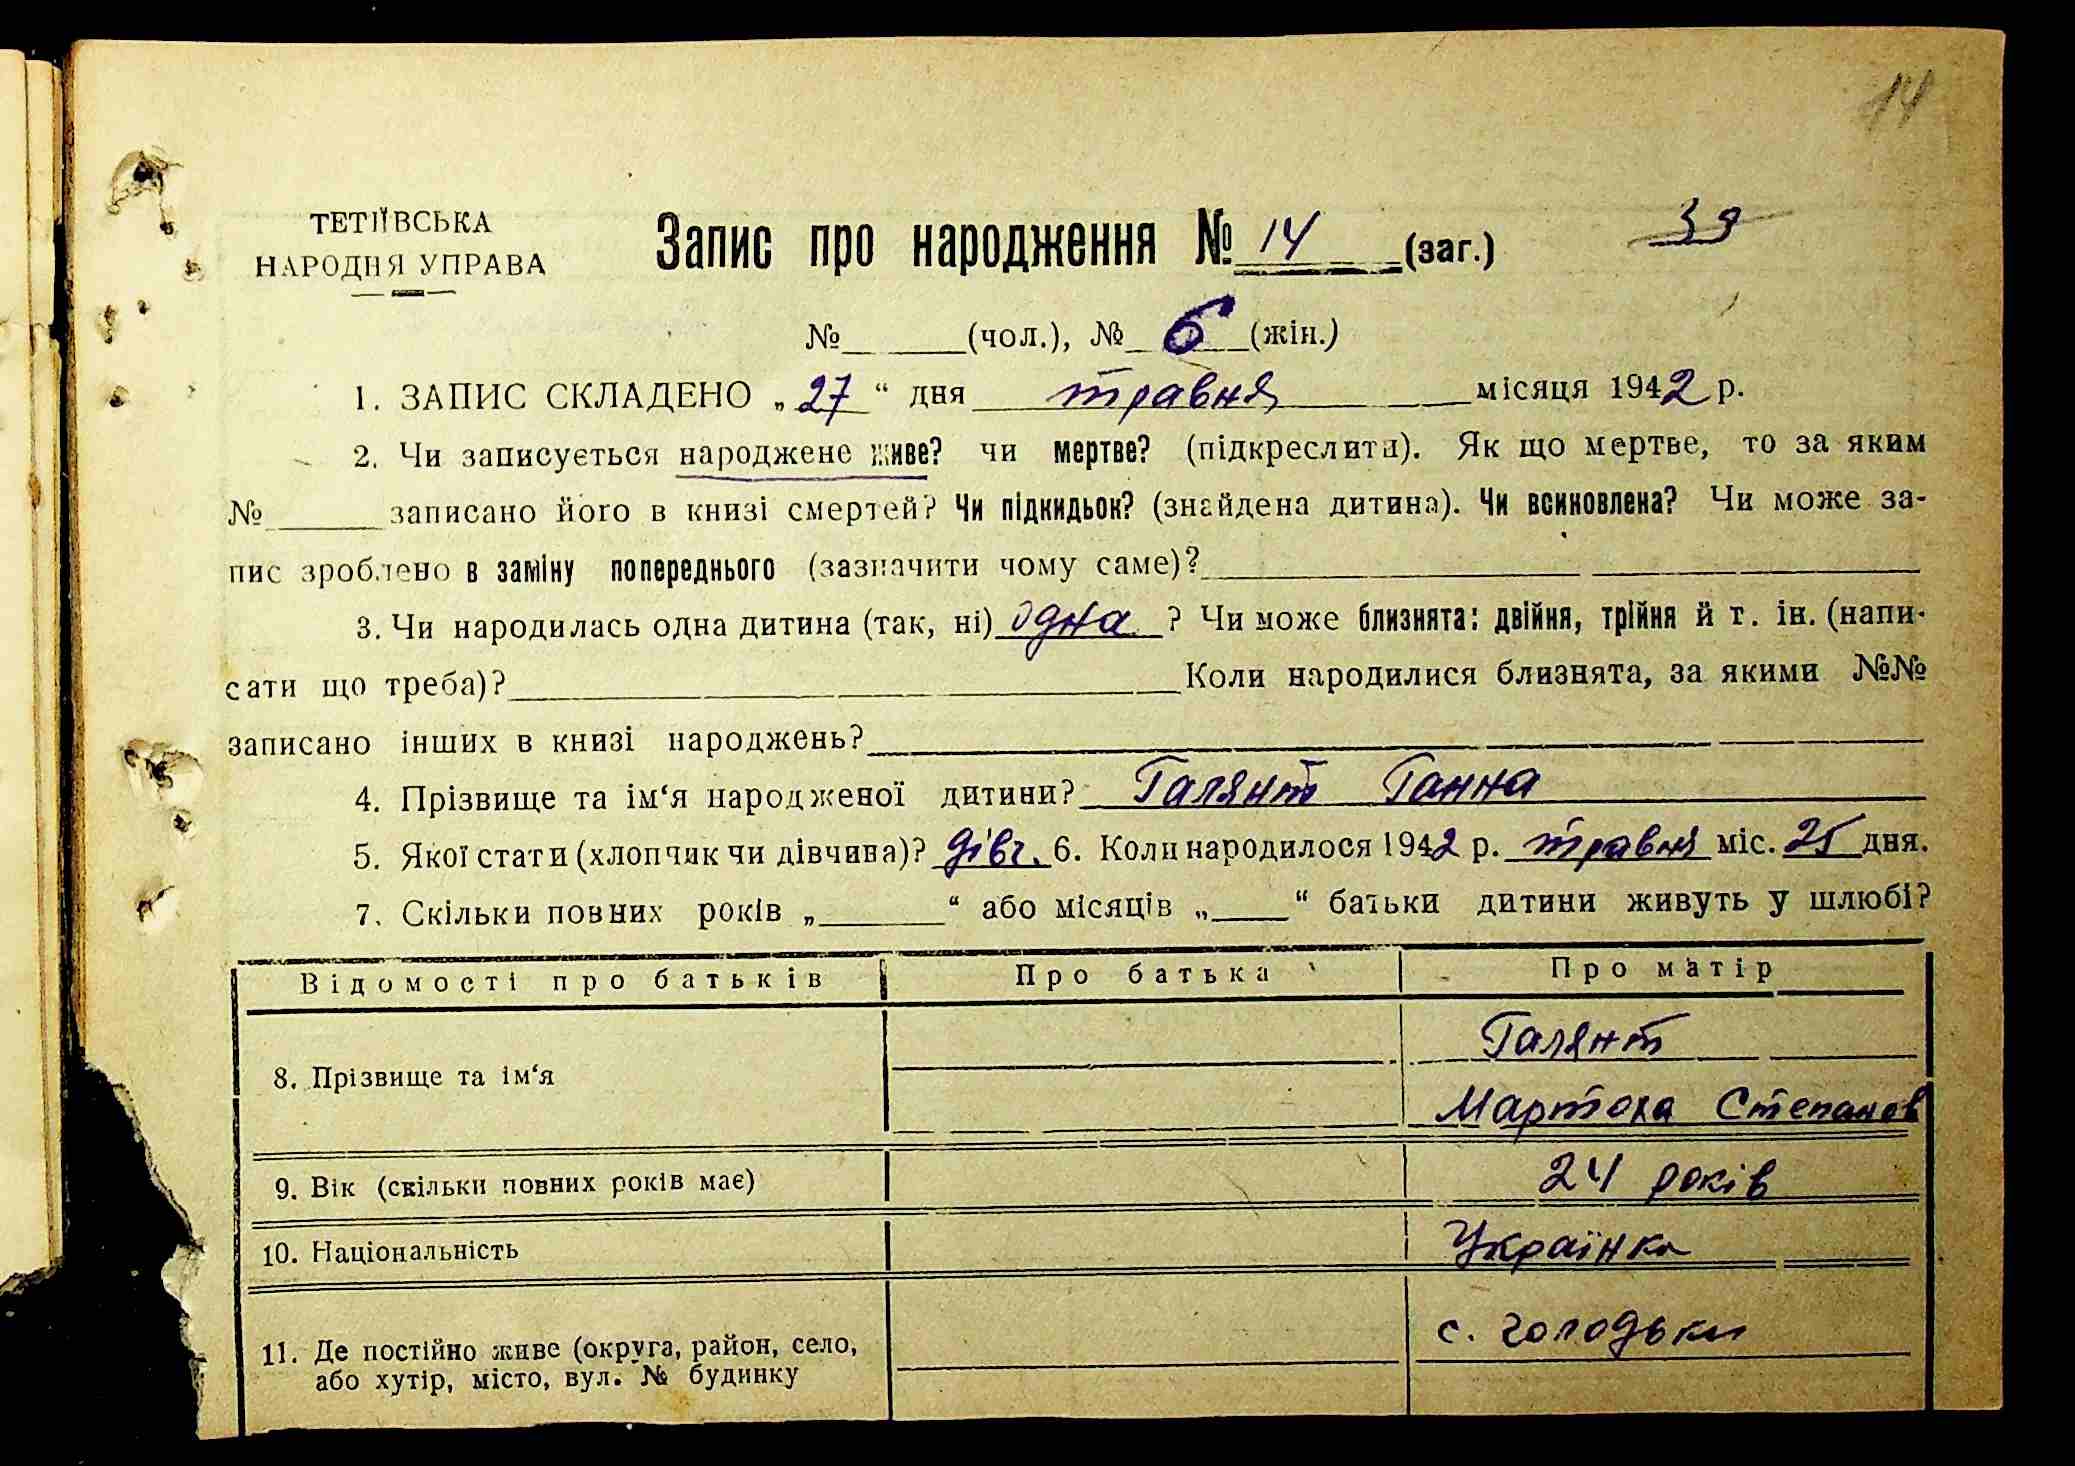 14
ТЕТІЇВСЬКА
НАРОДНЯ УПРАВА
Запис про народження № 14 (заг.)
39
№ (чол.), № 6 (жін.)
1. ЗАПИС СКЛАДЕНО „27“ дня травня місяця 1942 р.
2. Чи записується народжене живе? чи мертве? (підкреслити). Як що мертве, то за яким
№ записано його в книзі смертей? Чи підкидьок? (знайдена дитина). Чи всиновлена? Чи може за-
пис зроблено в заміну попереднього (зазначити чому саме)?
3. Чи народилась одна дитина (так, ні) одна ? Чи може близнята: двійня, трійня й т. ін. (напи-
сати що треба)? Коли народилися близнята, за якими №№
записано інших в книзі народжень?
4. Прізвище та ім‘я народженої дитини? Галянт Ганна
5. Якої стати (хлопчик чи дівчина)? дівч. 6. Коли народилося 1942 р. травня міс. 25 дня.
7. Скільки повних років „ “ або місяців „ “ батьки дитини живуть у шлюбі?
Відомості про батьків Про батька Про матір
Галянт
8. Прізвище та ім‘я
Мартоха Степанов
9. Вік (скільки повних років має) 24 років
10. Національність Українка
с. Голодьки
11. Де постійно живе (округа, район, село,
або хутір, місто, вул. № будинку